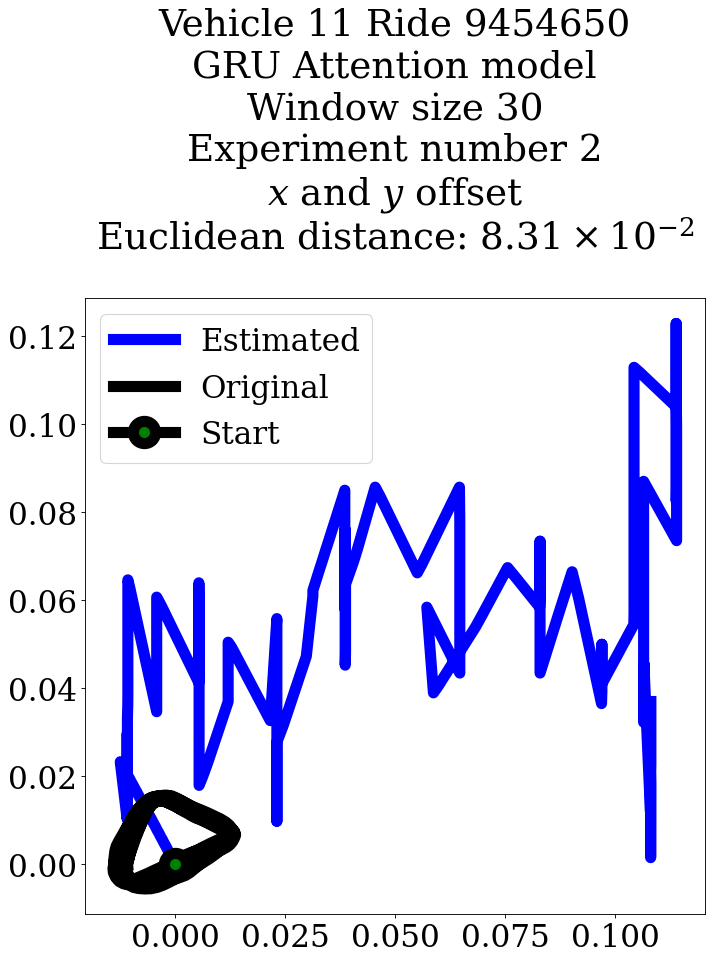 Vehicle 11 Ride 9454650
GRU Attention model
Window size 30
Experiment number 2
x and y offset
Euclidean distance: 8.31 × 10⁻²
Estimated
Original
Start
0.12
0.10
0.08
0.06
0.04
0.02
0.00
0.000 0.025 0.050 0.075 0.100